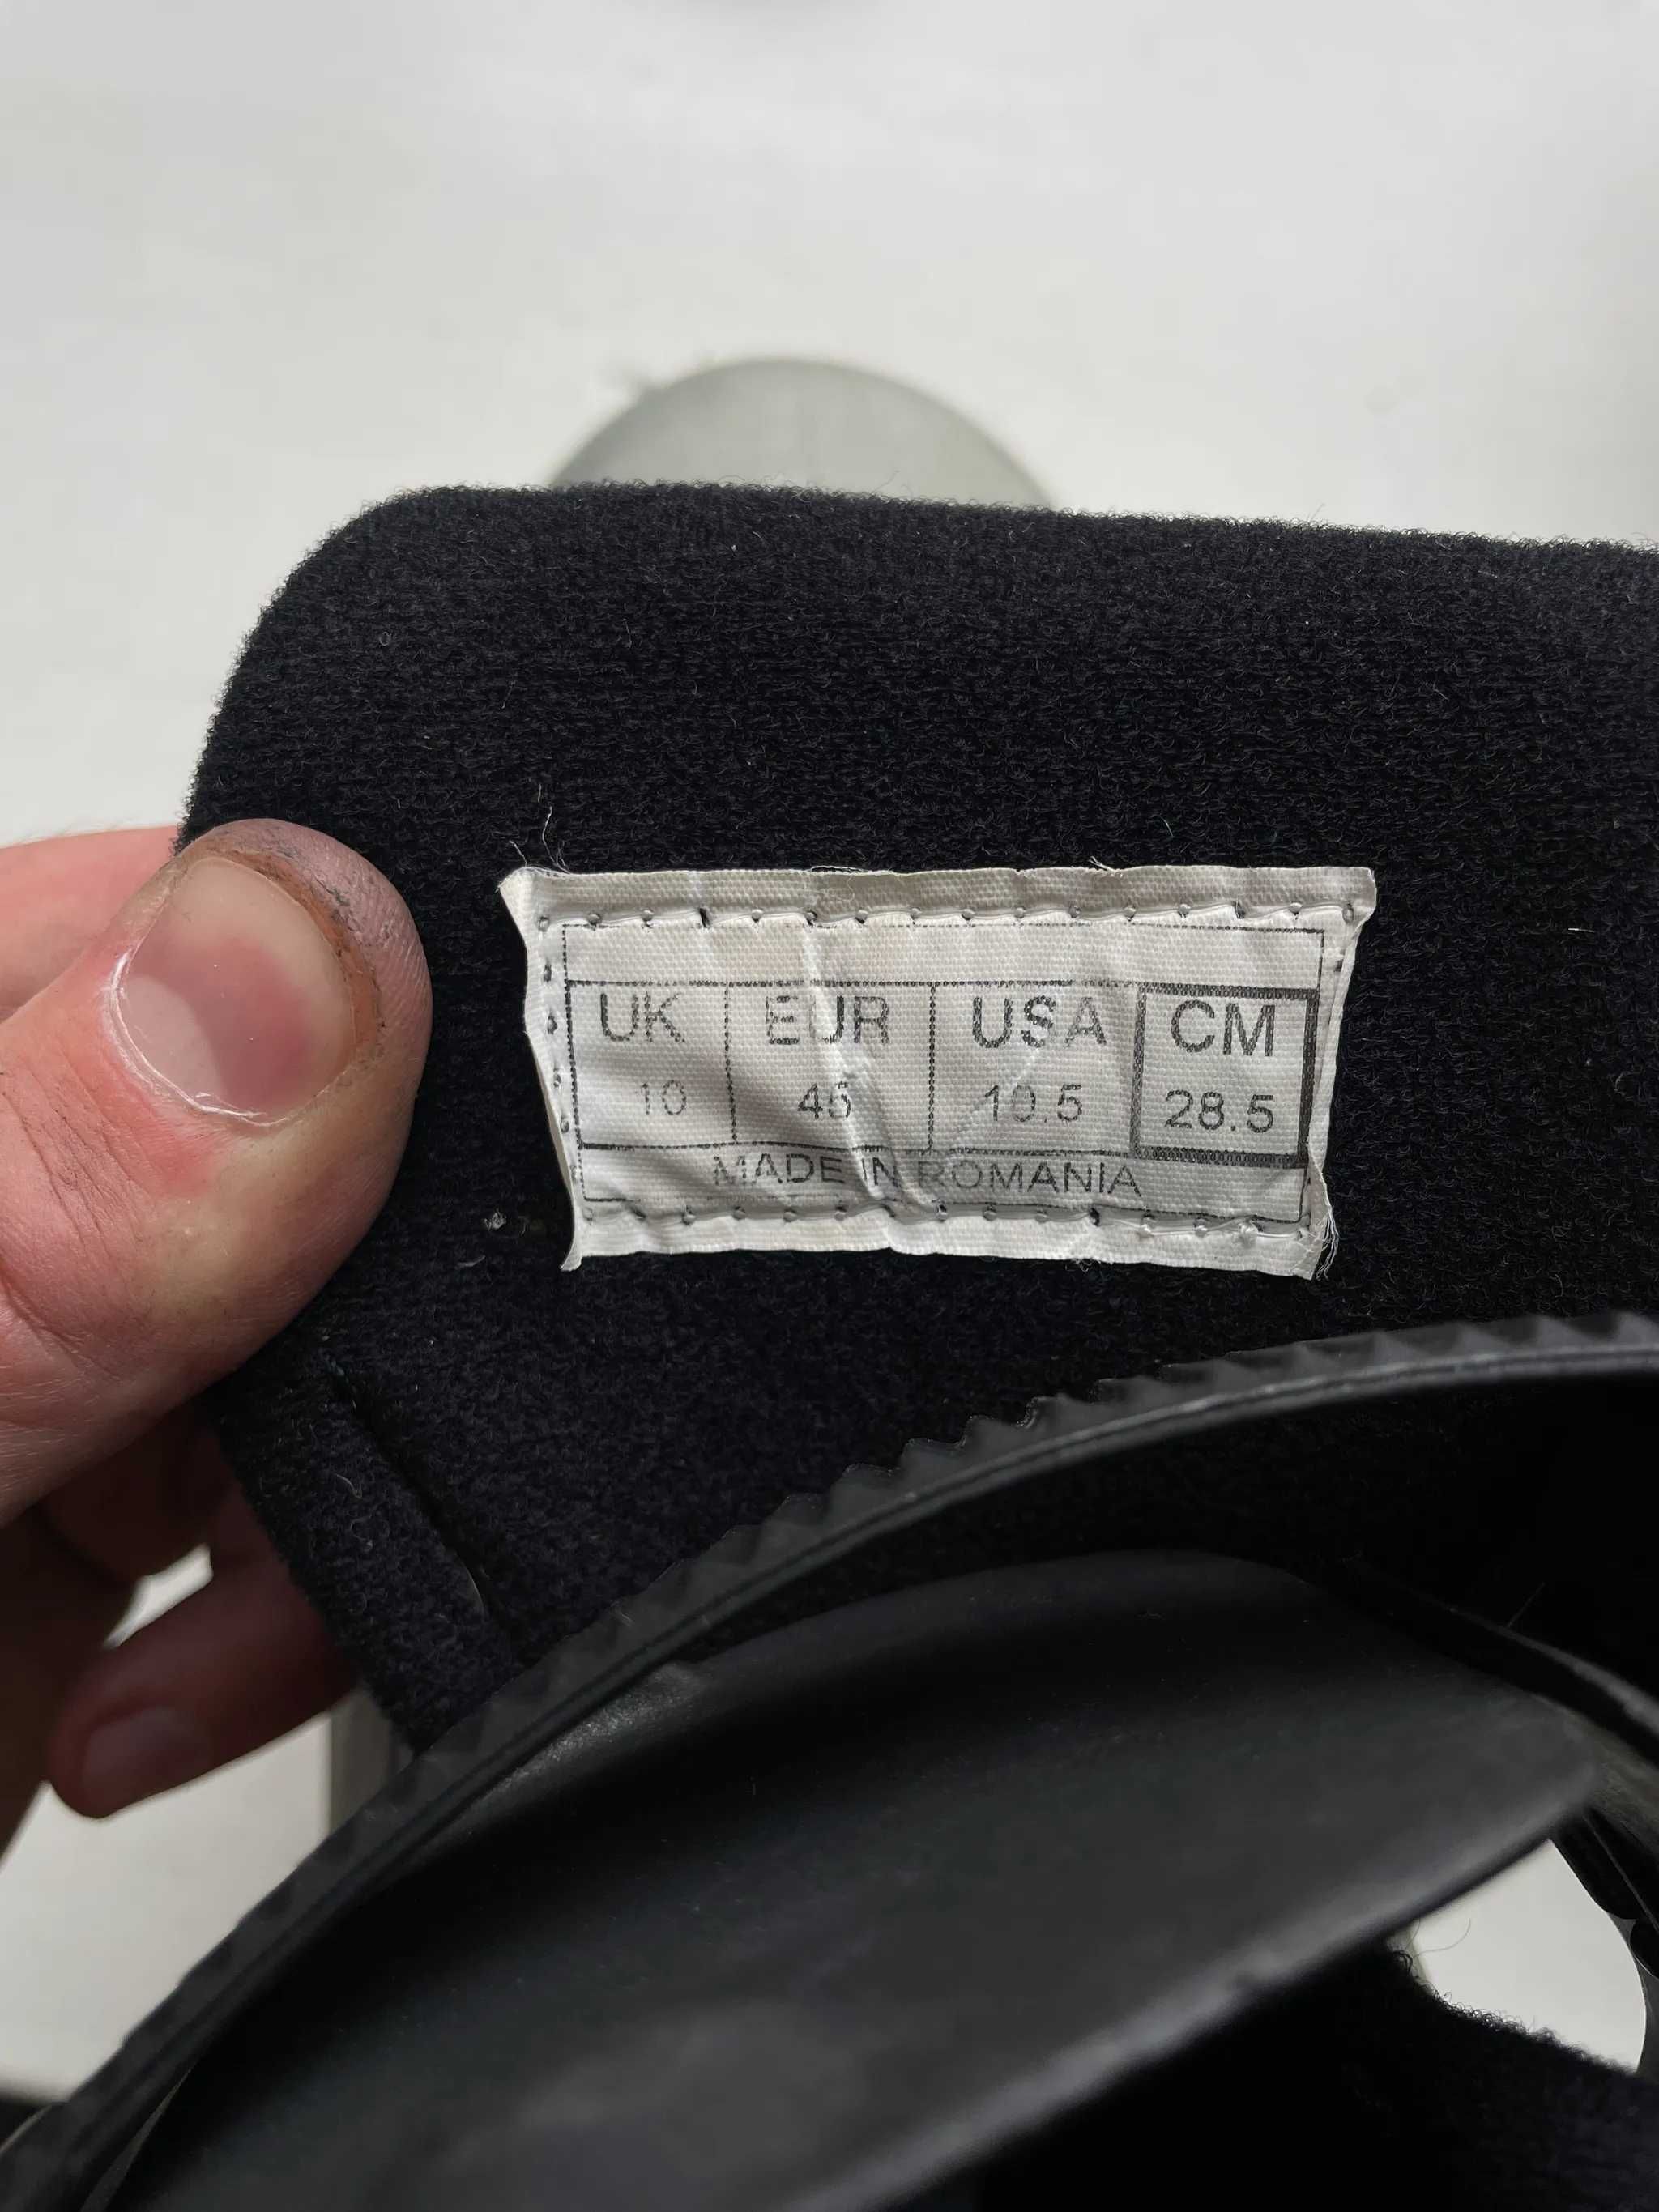 UK EUR USA CM
10 45 10.5 28.5
MADE IN ROMANIA